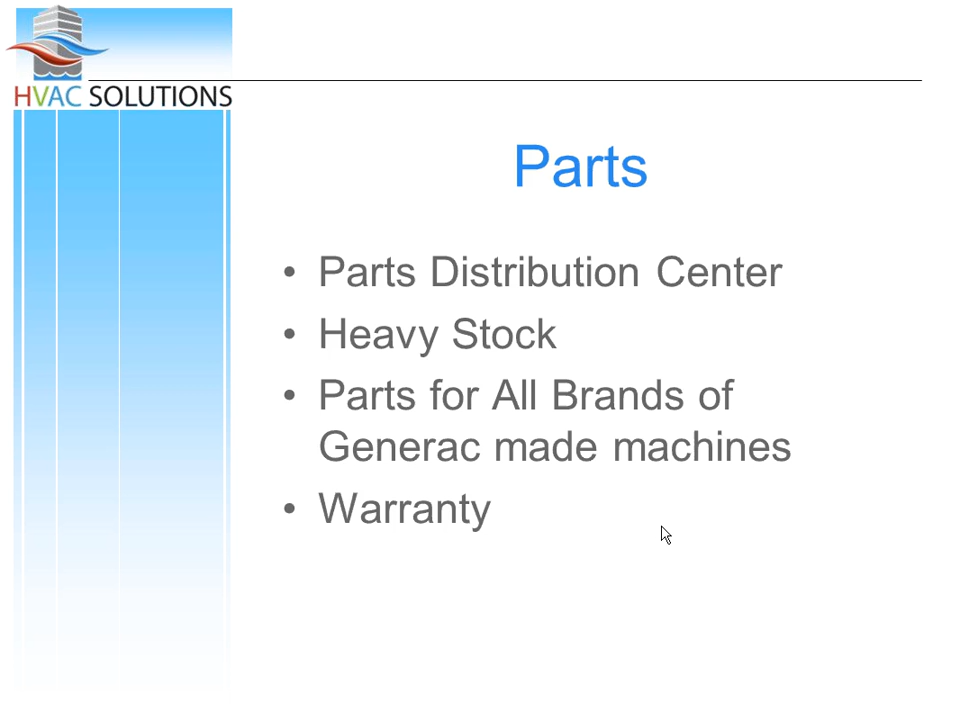 HVAC SOLUTIONS
Parts
• Parts Distribution Center
• Heavy Stock
• Parts for All Brands of
Generac made machines
• Warranty